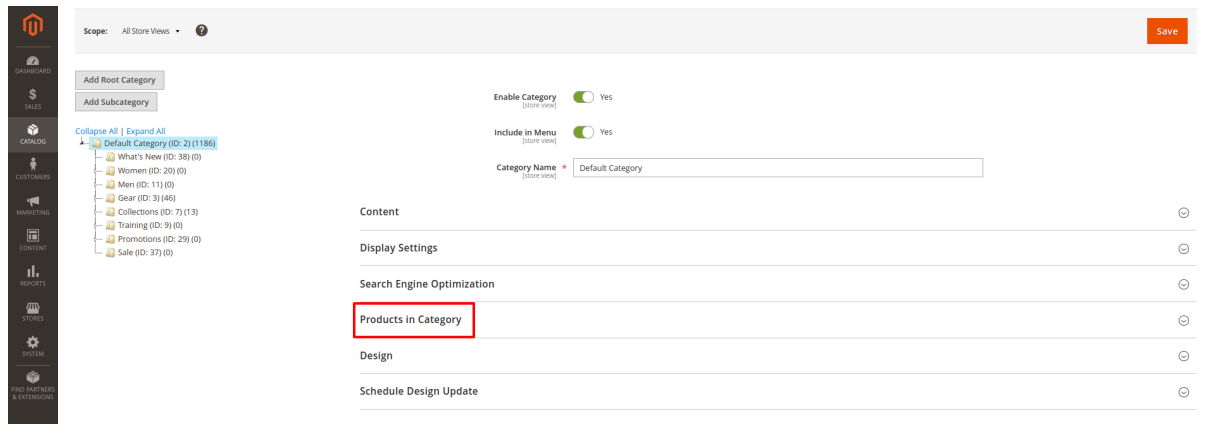 Scope: All Store Views
?
Save
DASHBOARD
$
SALES
CATALOG
CUSTOMERS
MARKETING
CONTENT
REPORTS
STORES
SYSTEM
FIND PARTNERS
& EXTENSIONS
Add Root Category
Add Subcategory
Collapse All | Expand All
Default Category (ID: 2) (1186)
What's New (ID: 38) (0)
Women (ID: 20) (0)
Men (ID: 11) (0)
Gear (ID: 3) (46)
Collections (ID: 7) (13)
Training (ID: 9) (0)
Promotions (ID: 29) (0)
Sale (ID: 37) (0)
Enable Category Yes
[store view]
Include in Menu Yes
[store view]
Category Name * Default Category
[store view]
Content
Display Settings
Search Engine Optimization
Products in Category
Design
Schedule Design Update